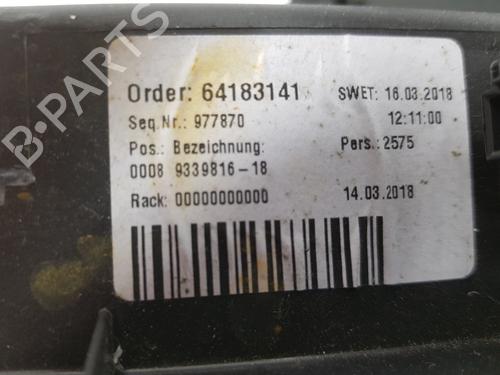 B-PARTS
Order: 64183141 SWET: 16.03.2018
Seq.Nr.: 977870 12:11:00
Pos.: Bezeichnung: Pers.: 2575
0008 9339816-18
Rack: 00000000000 14.03.2018